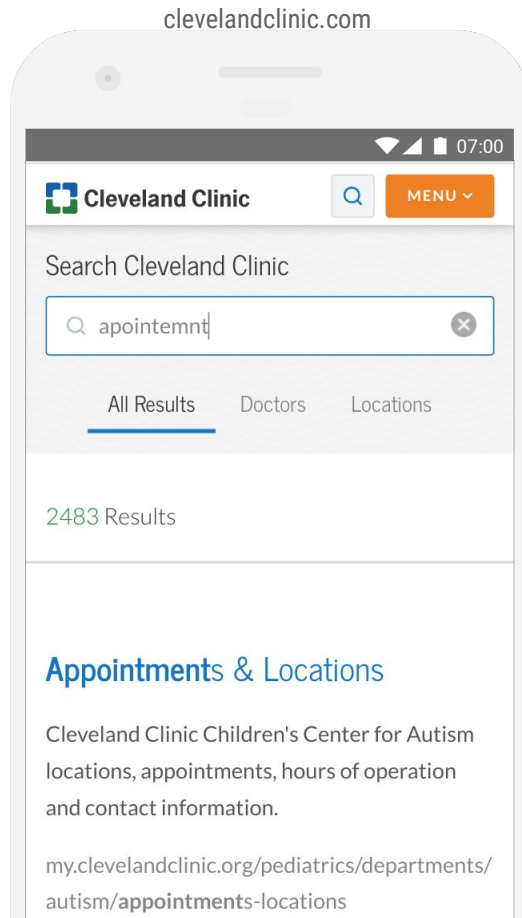 clevelandclinic.com
07:00
Cleveland Clinic
MENU
Search Cleveland Clinic
apointemnt
All Results Doctors Locations
2483 Results
Appointments & Locations
Cleveland Clinic Children's Center for Autism
locations, appointments, hours of operation
and contact information.
my.clevelandclinic.org/pediatrics/departments/
autism/appointments-locations